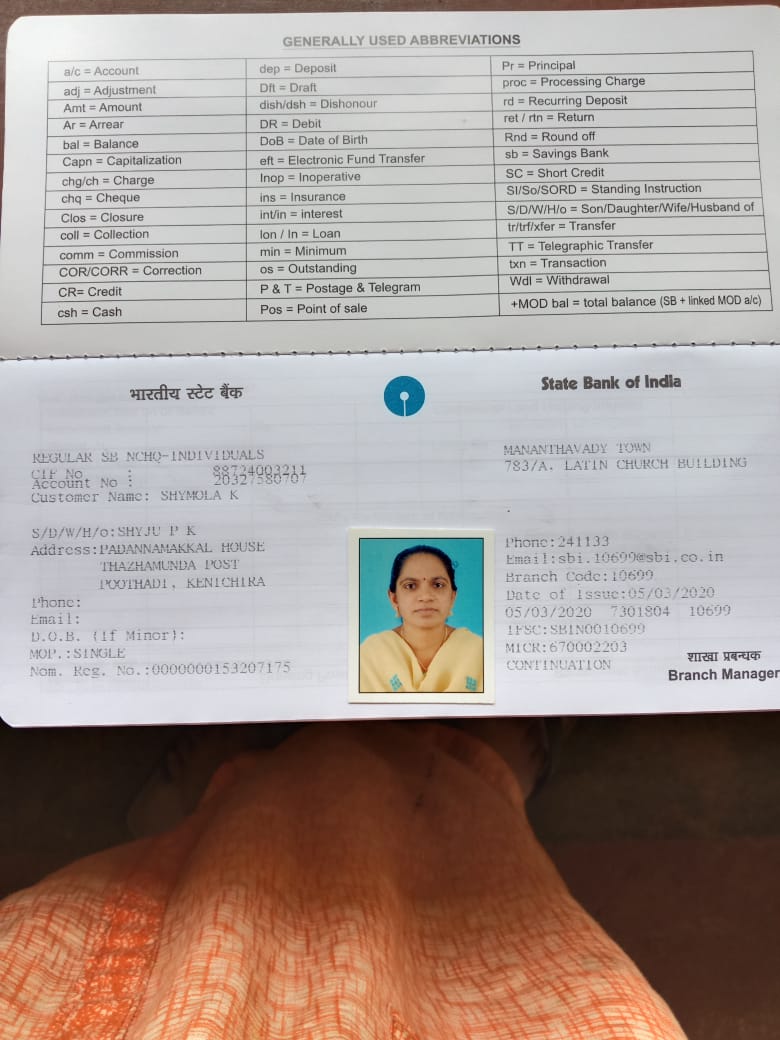 GENERALLY USED ABBREVIATIONS
a/c = Account
adj = Adjustment
Amt = Amount
Ar = Arrear
bal = Balance
Capn = Capitalization
chg/ch = Charge
chq = Cheque
Clos = Closure
coll = Collection
comm = Commission
COR/CORR = Correction
CR= Credit
csh = Cash
dep = Deposit
Dft = Draft
dish/dsh = Dishonour
DR = Debit
DoB = Date of Birth
eft = Electronic Fund Transfer
Inop = Inoperative
ins = Insurance
int/in = interest
lon / ln = Loan
min = Minimum
os = Outstanding
P & T = Postage & Telegram
Pos = Point of sale
Pr = Principal
proc = Processing Charge
rd = Recurring Deposit
ret / rtn = Return
Rnd = Round off
sb = Savings Bank
SC = Short Credit
SI/So/SORD = Standing Instruction
S/D/W/H/o = Son/Daughter/Wife/Husband of
tr/trf/xfer = Transfer
TT = Telegraphic Transfer
txn = Transaction
Wdl = Withdrawal
+MOD bal = total balance (SB + linked MOD a/c)
भारतीय स्टेट बैंक
State Bank of India
REGULAR SB NCHQ-INDIVIDUALS
CIF No : 88724003211
Account No : 20327580707
Customer Name: SHYMOLA K
S/D/W/H/o:SHYJU P K
Address:PADANNAMAKKAL HOUSE
THAZHAMUNDA POST
POOTHADI, KENICHIRA
Phone:
Email:
D.O.B. (If Minor):
MOP.:SINGLE
Nom. Reg. No.:0000000153207175
MANANTHAVADY TOWN
783/A, LATIN CHURCH BUILDING
Phone:241133
Email:sbi.10699@sbi.co.in
Branch Code:10699
Date of Issue:05/03/2020
05/03/2020 7301804 10699
IFSC:SBIN0010699
MICR:670002203
CONTINUATION
शाखा प्रबन्धक
Branch Manager